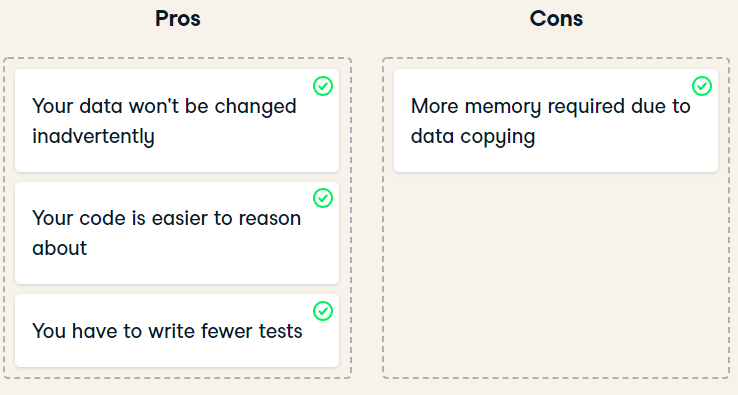 Pros
Your data won't be changed
inadvertently
Your code is easier to reason
about
You have to write fewer tests
Cons
More memory required due to
data copying